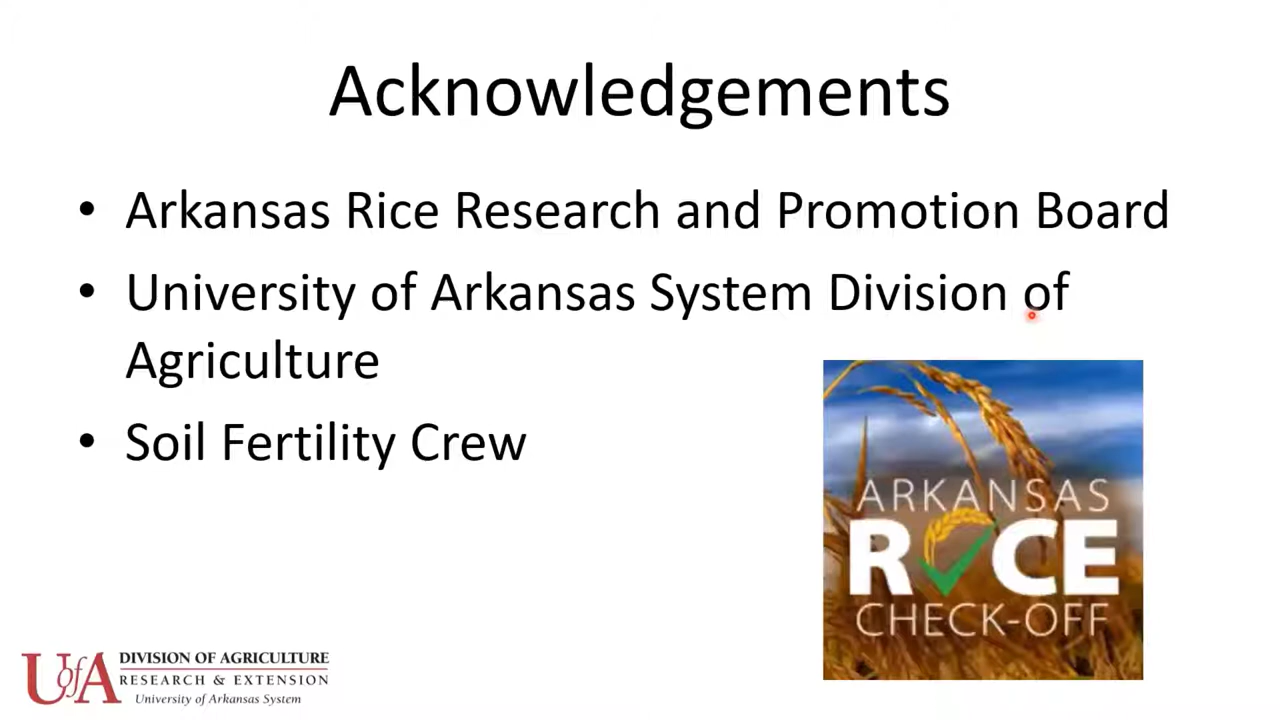 Acknowledgements
• Arkansas Rice Research and Promotion Board
• University of Arkansas System Division of
Agriculture
• Soil Fertility Crew
ARKANSAS
RICE
CHECK-OFF
UofA DIVISION OF AGRICULTURE
RESEARCH & EXTENSION
University of Arkansas System